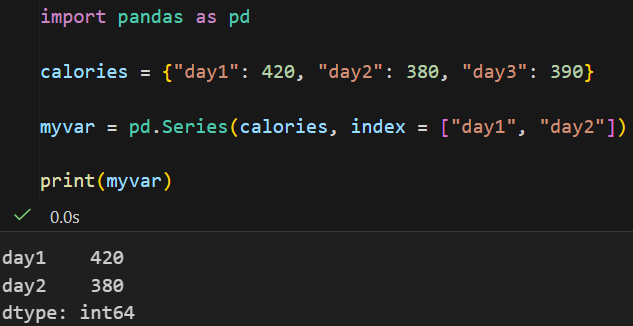 import pandas as pd
calories = {"day1": 420, "day2": 380, "day3": 390}
myvar = pd.Series(calories, index = ["day1", "day2"])
print(myvar)
0.0s
day1    420
day2    380
dtype: int64